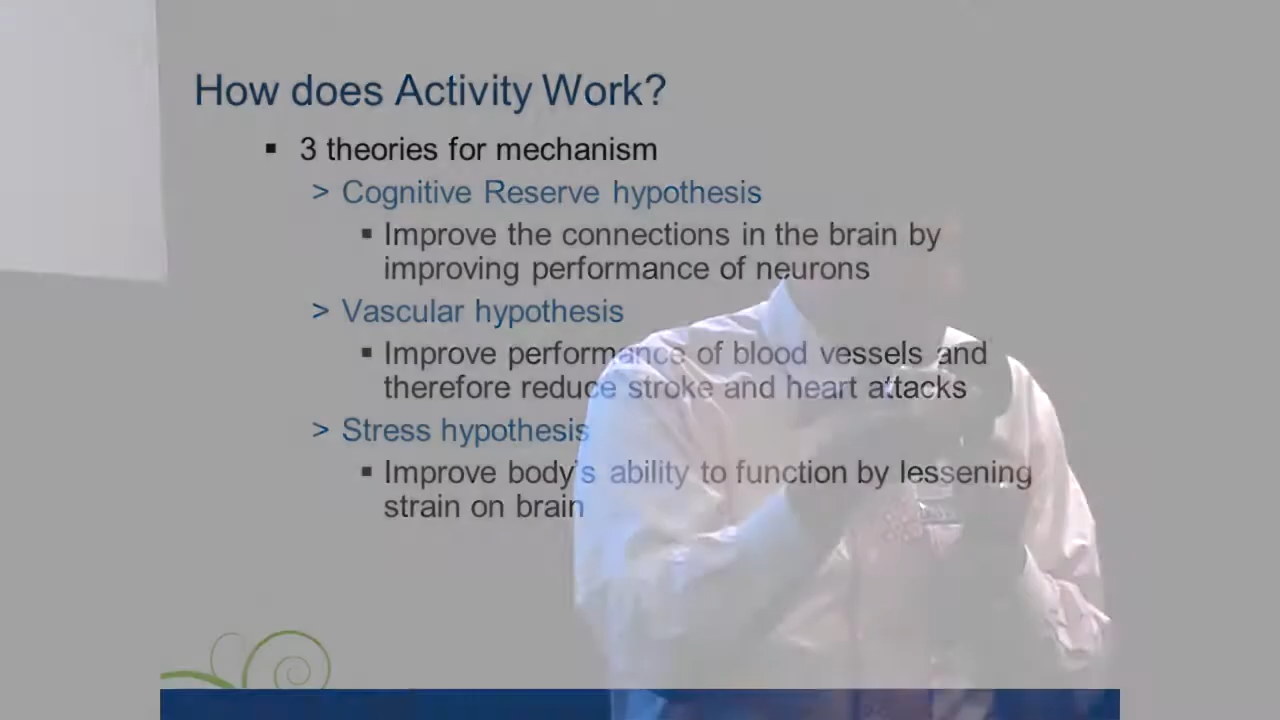 How does Activity Work?
▪ 3 theories for mechanism
> Cognitive Reserve hypothesis
▪ Improve the connections in the brain by
improving performance of neurons
> Vascular hypothesis
▪ Improve performance of blood vessels and
therefore reduce stroke and heart attacks
> Stress hypothesis
▪ Improve body's ability to function by lessening
strain on brain